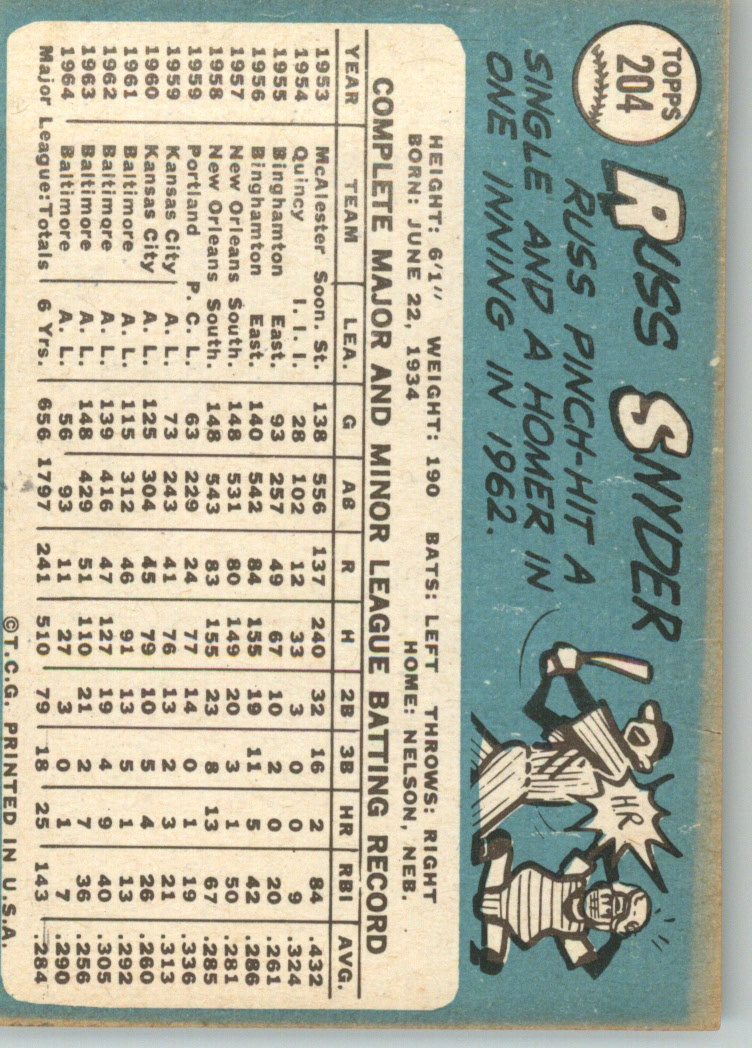 TOPPS
204
RUSS SNYDER
RUSS PINCH-HIT A
SINGLE AND A HOMER IN
ONE INNING IN 1962.
HR
HEIGHT: 6'1" WEIGHT: 190 BATS: LEFT THROWS: RIGHT
BORN: JUNE 22, 1934 HOME: NELSON, NEB.
COMPLETE MAJOR AND MINOR LEAGUE BATTING RECORD
YEAR TEAM LEA. G AB R H 2B 3B HR RBI AVG.
1953 McAlester Soon. St. 138 556 137 240 32 16 2 84 .432
1954 Quincy I. I. I. 28 102 12 33 3 0 0 9 .324
1955 Binghamton East. 93 257 49 67 10 2 0 20 .261
1956 Binghamton East. 140 542 84 155 19 11 5 42 .286
1957 New Orleans South. 148 531 80 149 20 3 1 50 .281
1958 New Orleans South. 148 543 83 155 23 8 13 67 .285
1959 Portland P. C. L. 63 229 24 77 14 0 1 19 .336
1959 Kansas City A. L. 73 243 41 76 13 2 3 21 .313
1960 Kansas City A. L. 125 304 45 79 10 5 4 26 .260
1961 Baltimore A. L. 115 312 46 91 13 5 1 13 .292
1962 Baltimore A. L. 139 416 47 127 19 4 9 40 .305
1963 Baltimore A. L. 148 429 51 110 21 2 7 36 .256
1964 Baltimore A. L. 56 93 11 27 3 0 1 7 .290
Major League: Totals 6 Yrs. 656 1797 241 510 79 18 25 143 .284
©T.C.G. PRINTED IN U.S.A.